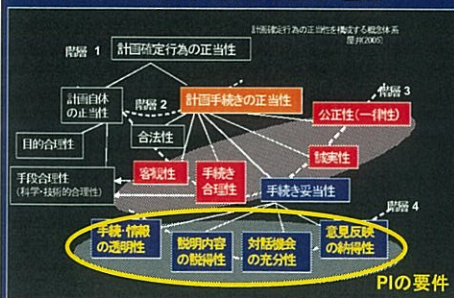 計画確定行為の正当性を構成する概念体系
屋井(2005)
階層 1
計画確定行為の正当性
階層 3
計画自体
の正当性
階層 2
計画手続きの正当性
公正性(一律性)
目的合理性
合法性
誠実性
手段合理性
(科学・技術的合理性)
客観性
手続き
合理性
手続き妥当性
階層 4
手続・情報
の透明性
説明内容
の説得性
対話機会
の充分性
意見反映
の納得性
PIの要件